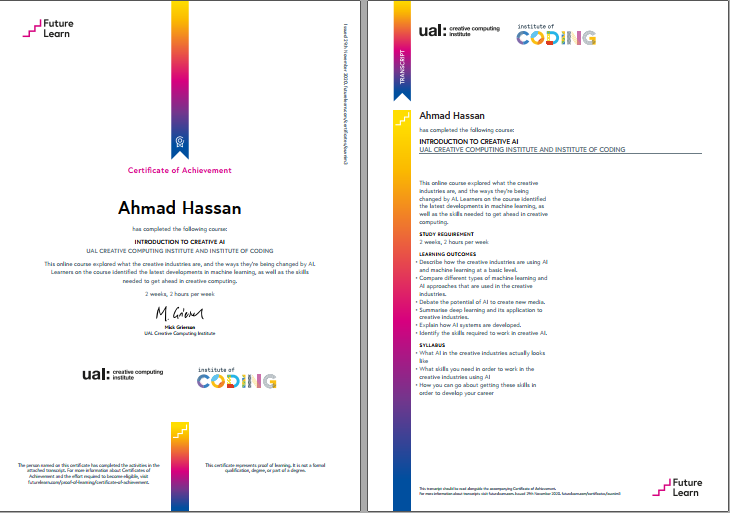 Future
Learn
Certificate of Achievement
Ahmad Hassan
has completed the following course:
INTRODUCTION TO CREATIVE AI
UAL CREATIVE COMPUTING INSTITUTE AND INSTITUTE OF CODING
This online course explored what the creative industries are, and the ways they're being changed by AI.
Learners on the course identified the latest developments in machine learning, as well as the skills
needed to get ahead in creative computing.
2 weeks, 2 hours per week
M. Grierson
Mick Grierson
UAL Creative Computing Institute
ual: creative computing
institute
institute of
CODING
The person named on this certificate has completed the activities in the
attached transcript. For more information about Certificates of
Achievement and the effort required to become eligible, visit
futurelearn.com/proof-of-learning/certificate-of-achievement.
This certificate represents proof of learning. It is not a formal
qualification, degree, or part of a degree.
Issued 29th November 2020. futurelearn.com/certificates/
TRANSCRIPT
ual: creative computing
institute
institute of
CODING
Ahmad Hassan
has completed the following course:
INTRODUCTION TO CREATIVE AI
UAL CREATIVE COMPUTING INSTITUTE AND INSTITUTE OF CODING
This online course explored what the creative
industries are, and the ways they're being
changed by AI. Learners on the course identified
the latest developments in machine learning, as
well as the skills needed to get ahead in creative
computing.
STUDY REQUIREMENT
2 weeks, 2 hours per week
LEARNING OUTCOMES
• Describe how the creative industries are using AI
and machine learning at a basic level.
• Compare different types of machine learning and
AI approaches that are used in the creative
industries.
• Debate the potential of AI to create new media.
• Summarise deep learning and its application to
creative industries.
• Explain how AI systems are developed.
• Identify the skills required to work in creative AI.
SYLLABUS
• What AI in the creative industries actually looks
like
• What skills you need in order to work in the
creative industries using AI
• How you can go about getting these skills in
order to develop your career
This transcript should be read alongside the accompanying Certificate of Achievement.
For more information about transcripts visit futurelearn.com. Issued 29th November 2020. futurelearn.com/certificates/
Future
Learn